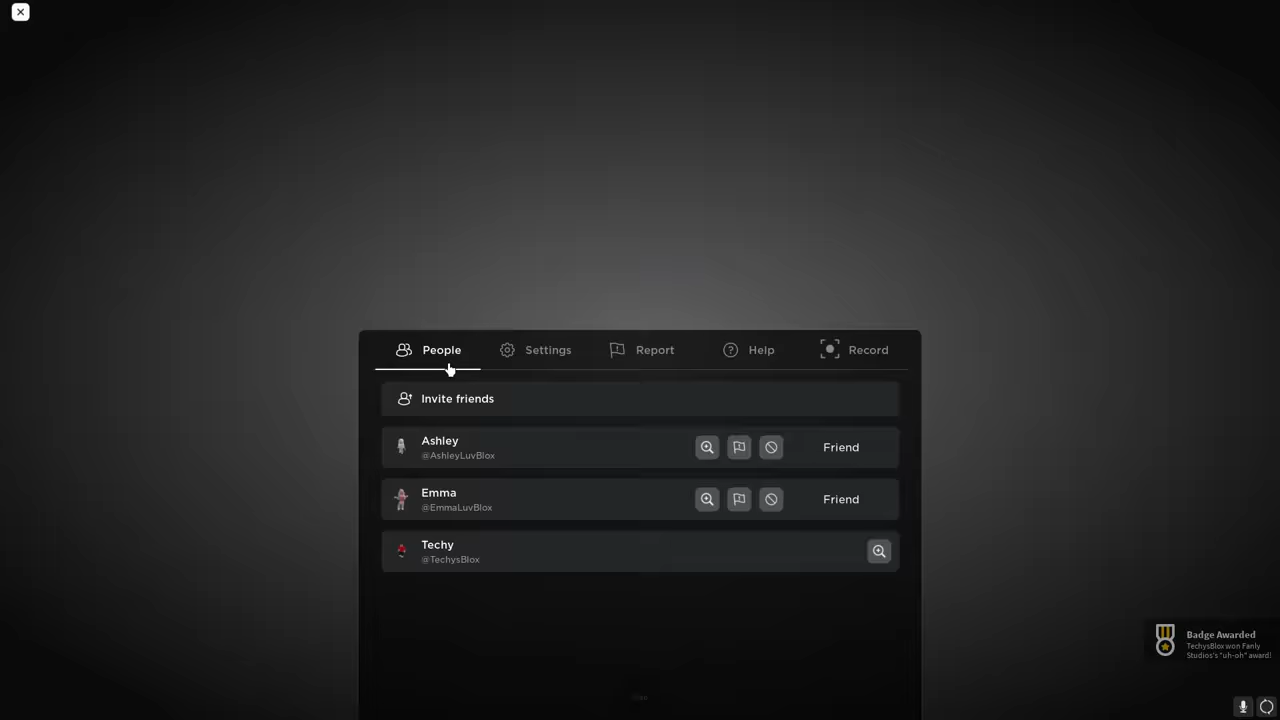 People
Settings
Report
Help
Record
Invite friends
Ashley
@AshleyLuvBlox
Friend
Emma
@EmmaLuvBlox
Friend
Techy
@TechysBlox
Badge Awarded
TechysBlox won Fanly
Studios's "uh-oh" award!